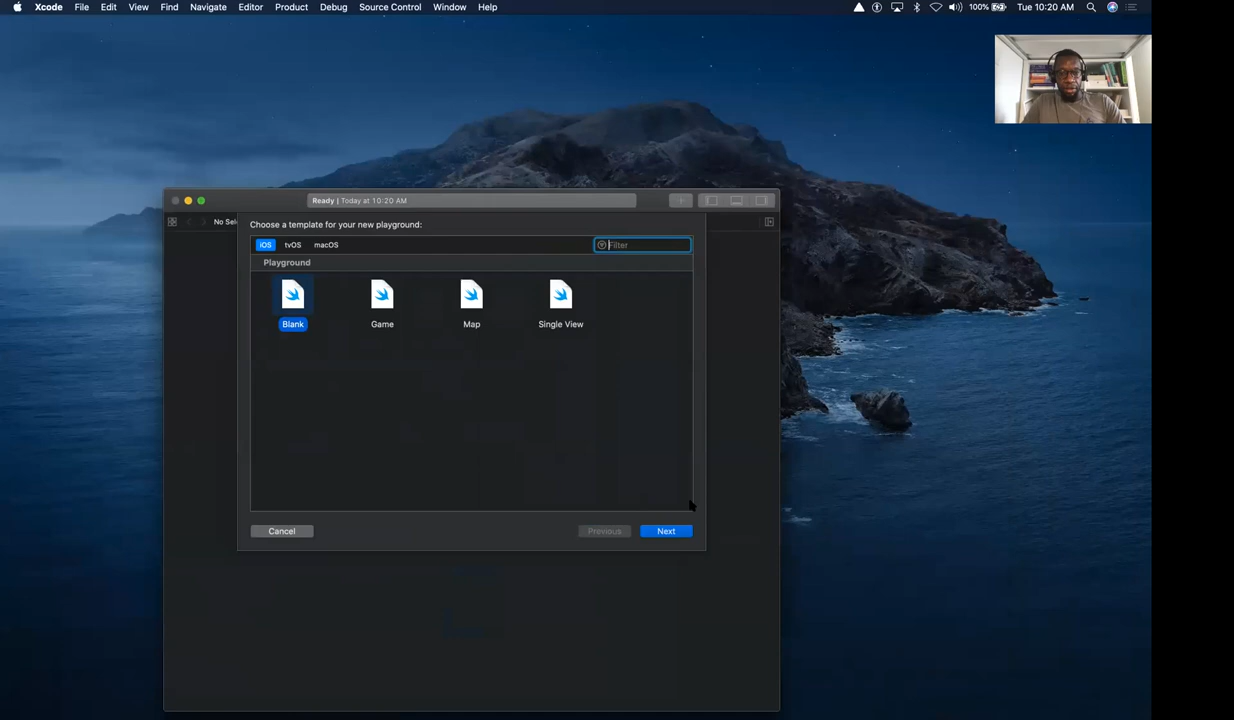 Xcode File Edit View Find Navigate Editor Product Debug Source Control Window Help 100% Tue 10:20 AM
Ready | Today at 10:20 AM
No Sel
Choose a template for your new playground:
iOS tvOS macOS Filter
Playground
Blank Game Map Single View
Cancel Previous Next